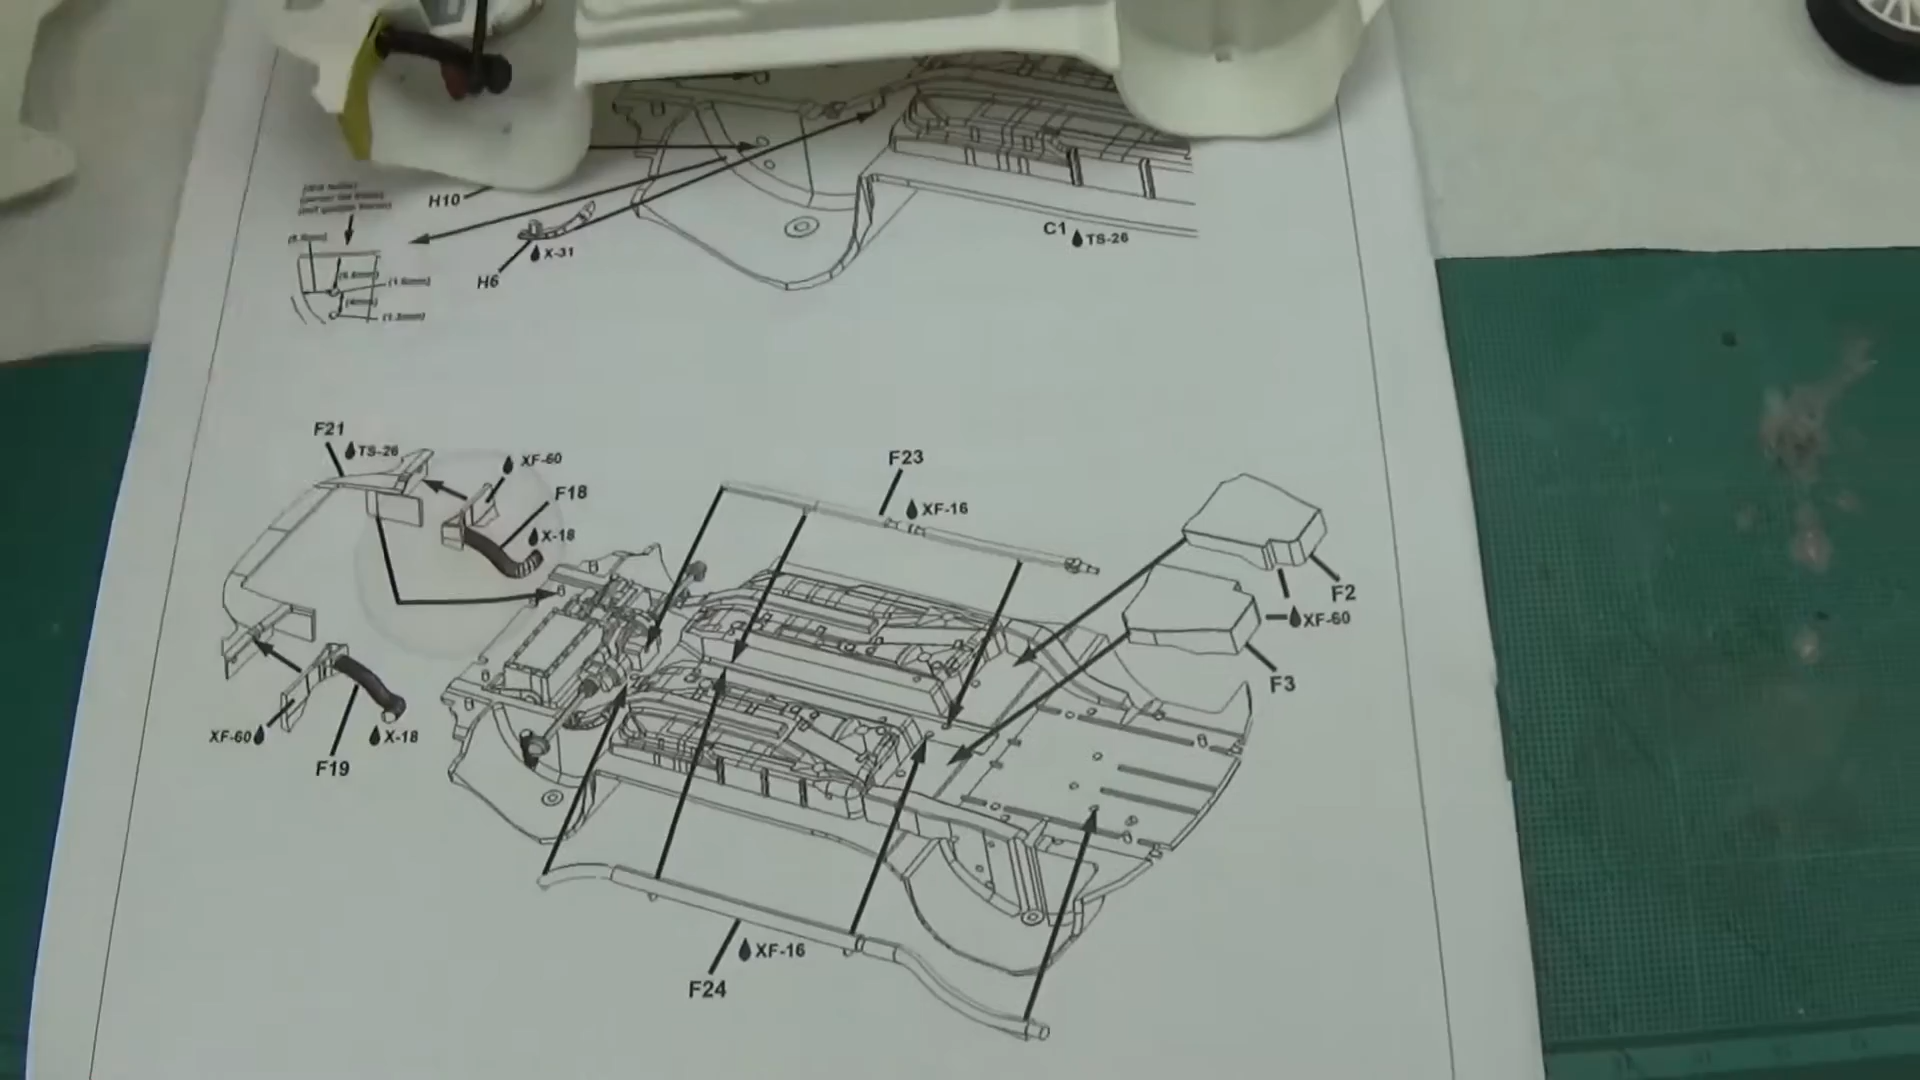 H10
X-31
H6
C1 TS-26
F21
TS-26
XF-60
F18
X-18
F23
XF-16
F2
XF-60
F3
XF-60
X-18
F19
XF-16
F24